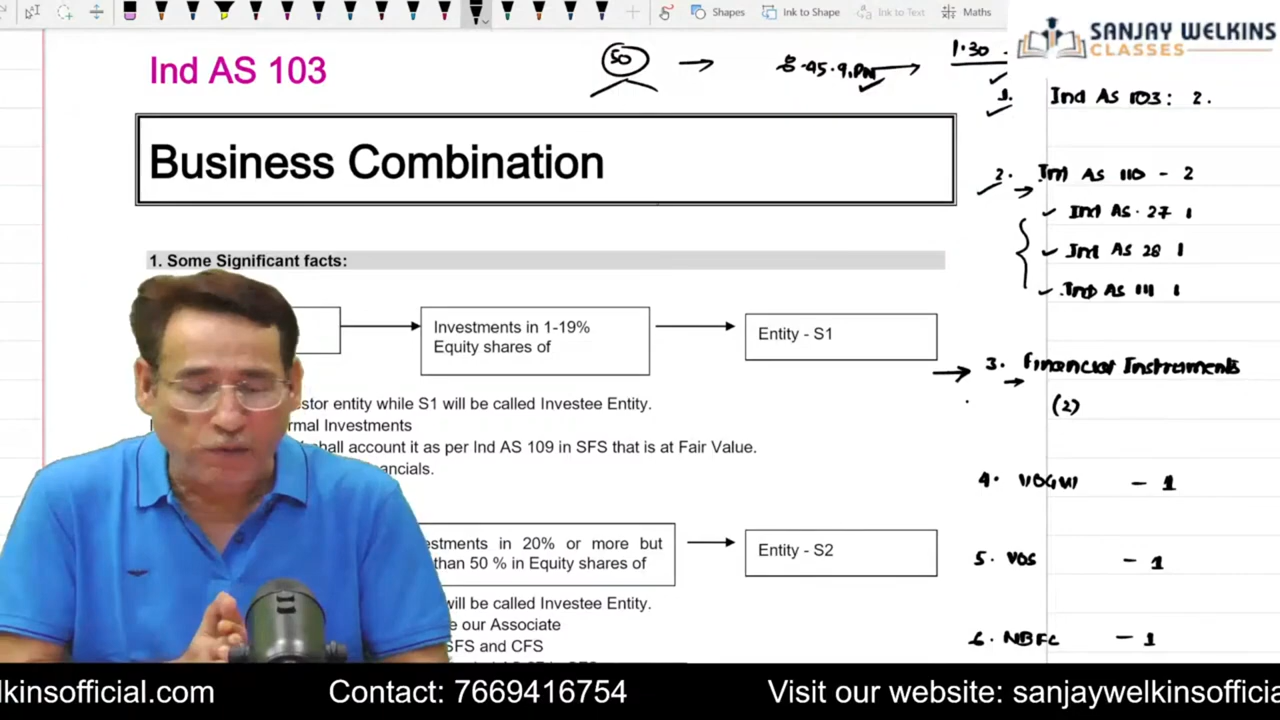 Shapes
Ink to Shape
Ink to Text
Maths
SANJAY WELKINS
CLASSES
Ind AS 103
50
1.30
1. Ind As 103: 2.
Business Combination
2. Ind As 110 - 2
Ind As. 27 1
Ind As 28 1
Ind As 111 1
1. Some Significant facts:
Investments in 1-19%
Equity shares of
Entity - S1
3. Financial Instruments
(2)
stor entity while S1 will be called Investee Entity.
rmal Investments
hall account it as per Ind AS 109 in SFS that is at Fair Value.
ancials.
4. - 1
estments in 20% or more but
than 50 % in Equity shares of
Entity - S2
5. VOS - 1
will be called Investee Entity.
e our Associate
SFS and CFS
6. NBFC - 1
elkinsofficial.com
Contact: 7669416754
Visit our website: sanjaywelkinsofficia